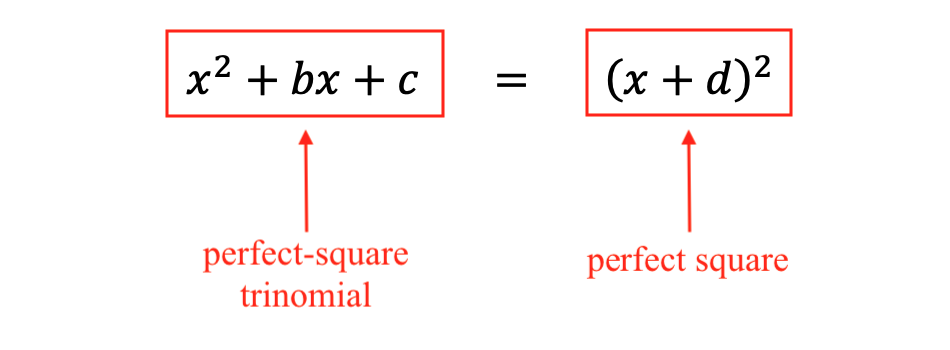 x² + bx + c = (x + d)²
perfect-square
trinomial
perfect square